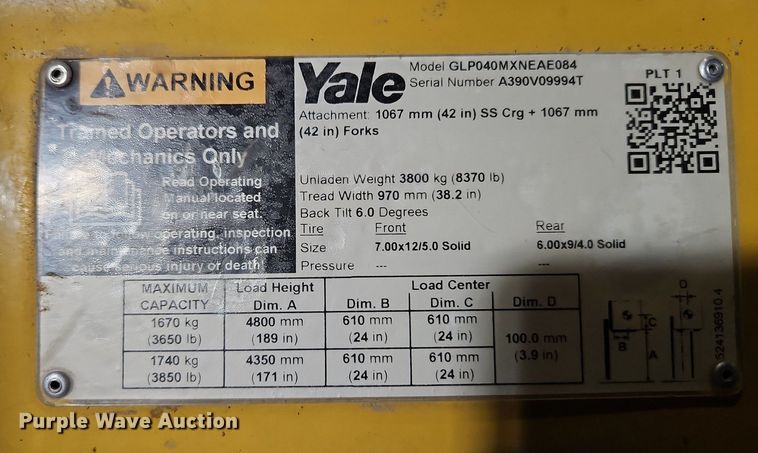 WARNING
Trained Operators and
Mechanics Only
Read Operating
Manual located
on or near seat.
operating, inspection
and maintenance instructions can
cause serious injury or death!
Yale
Model GLP040MXNEAE084
Serial Number A390V09994T
Attachment: 1067 mm (42 in) SS Crg + 1067 mm
(42 in) Forks
PLT 1
Unladen Weight 3800 kg (8370 lb)
Tread Width 970 mm (38.2 in)
Back Tilt 6.0 Degrees
Tire Front Rear
Size 7.00x12/5.0 Solid 6.00x9/4.0 Solid
Pressure --- ---
MAXIMUM CAPACITY Load Height Dim. A Load Center Dim. B Dim. C Dim. D
1670 kg (3650 lb) 4800 mm (189 in) 610 mm (24 in) 610 mm (24 in) 100.0 mm (3.9 in)
1740 kg (3850 lb) 4350 mm (171 in) 610 mm (24 in) 610 mm (24 in)
D
C
B
A
524136910.4
Purple Wave Auction